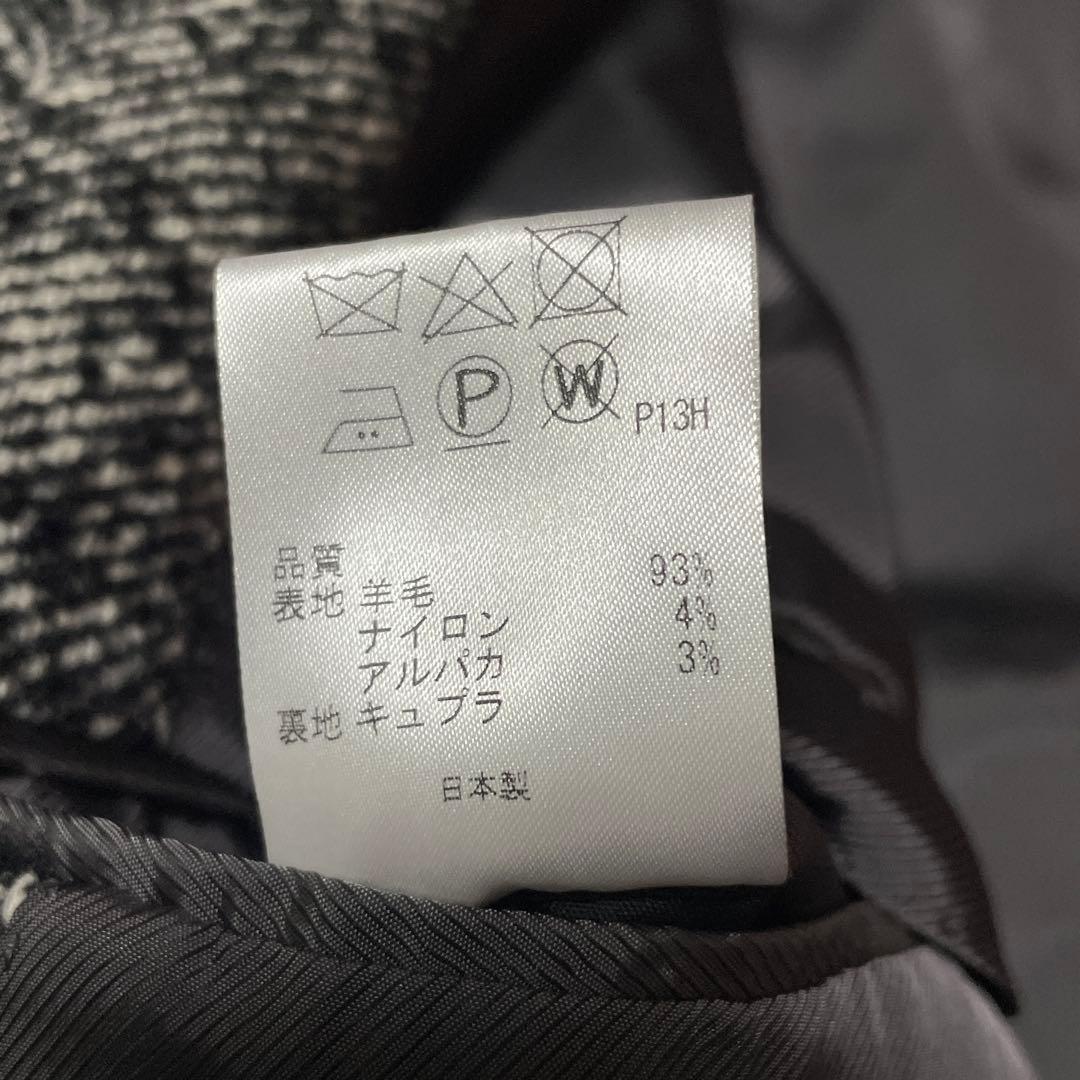 P W P13H
品質
表地 羊毛 93%
ナイロン 4%
アルパカ 3%
裏地 キュプラ
日本製